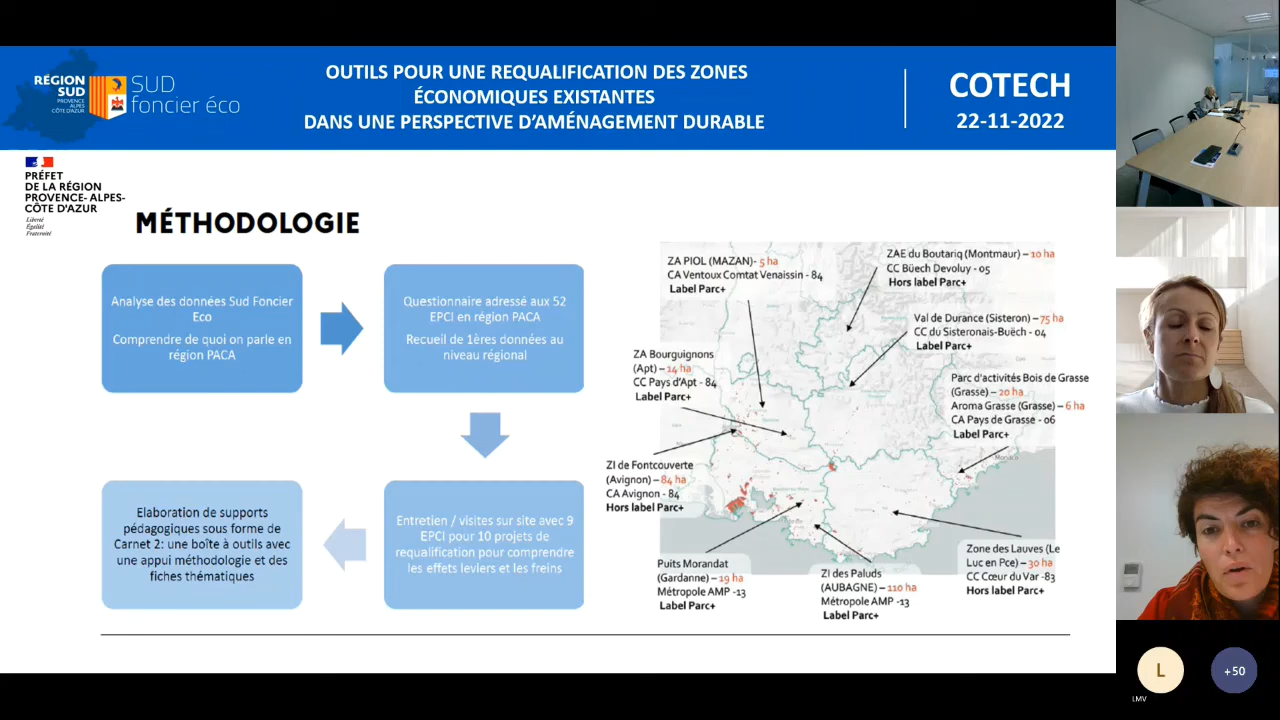 RÉGION
SUD
PROVENCE
ALPES
CÔTE D'AZUR
SUD
foncier éco
OUTILS POUR UNE REQUALIFICATION DES ZONES
ÉCONOMIQUES EXISTANTES
DANS UNE PERSPECTIVE D'AMÉNAGEMENT DURABLE
COTECH
22-11-2022
PRÉFET
DE LA RÉGION
PROVENCE- ALPES-
CÔTE D'AZUR
Liberté
Égalité
Fraternité
MÉTHODOLOGIE
Analyse des données Sud Foncier
Eco
Comprendre de quoi on parle en
région PACA
Questionnaire adressé aux 52
EPCI en région PACA
Recueil de 1ères données au
niveau régional
Elaboration de supports
pédagogiques sous forme de
Carnet 2: une boîte à outils avec
une appui méthodologie et des
fiches thématiques
Entretien / visites sur site avec 9
EPCI pour 10 projets de
requalification pour comprendre
les effets leviers et les freins
ZA PIOL (MAZAN)- 5 ha
CA Ventoux Comtat Venaissin - 84
Label Parc+
ZAE du Boutariq (Montmaur) – 10 ha
CC Büech Devoluy - 05
Hors label Parc+
Val de Durance (Sisteron) – 75 ha
CC du Sisteronais-Buëch - 04
Label Parc+
ZA Bourguignons
(Apt) – 14 ha
CC Pays d'Apt - 84
Label Parc+
Parc d'activités Bois de Grasse
(Grasse) – 20 ha
Aroma Grasse (Grasse) – 6 ha
CA Pays de Grasse - 06
Label Parc+
ZI de Fontcouverte
(Avignon) – 84 ha
CA Avignon - 84
Hors label Parc+
Puits Morandat
(Gardanne) – 19 ha
Métropole AMP -13
Label Parc+
ZI des Paluds
(AUBAGNE) – 110 ha
Métropole AMP -13
Label Parc+
Zone des Lauves (Le
Luc en Pce) – 30 ha
CC Cœur du Var -83
Hors label Parc+
L
+50
LMV